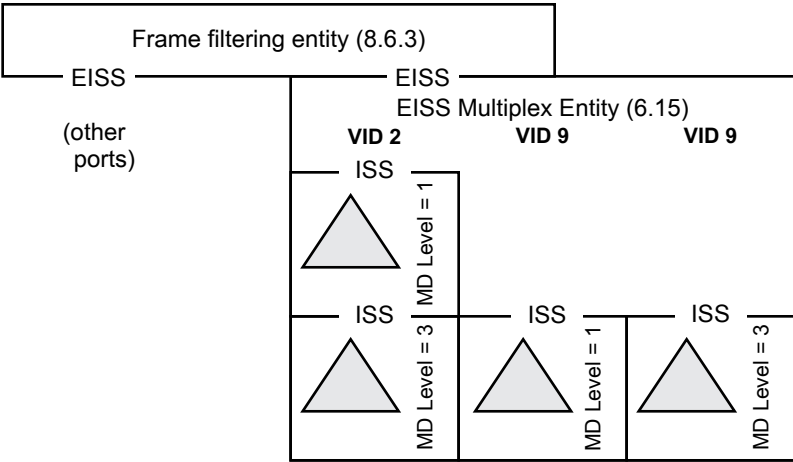 Frame filtering entity (8.6.3)
EISS
EISS
EISS Multiplex Entity (6.15)
(other
ports)
VID 2
VID 9
VID 9
ISS
MD Level = 1
ISS
ISS
ISS
MD Level = 3
MD Level = 1
MD Level = 3